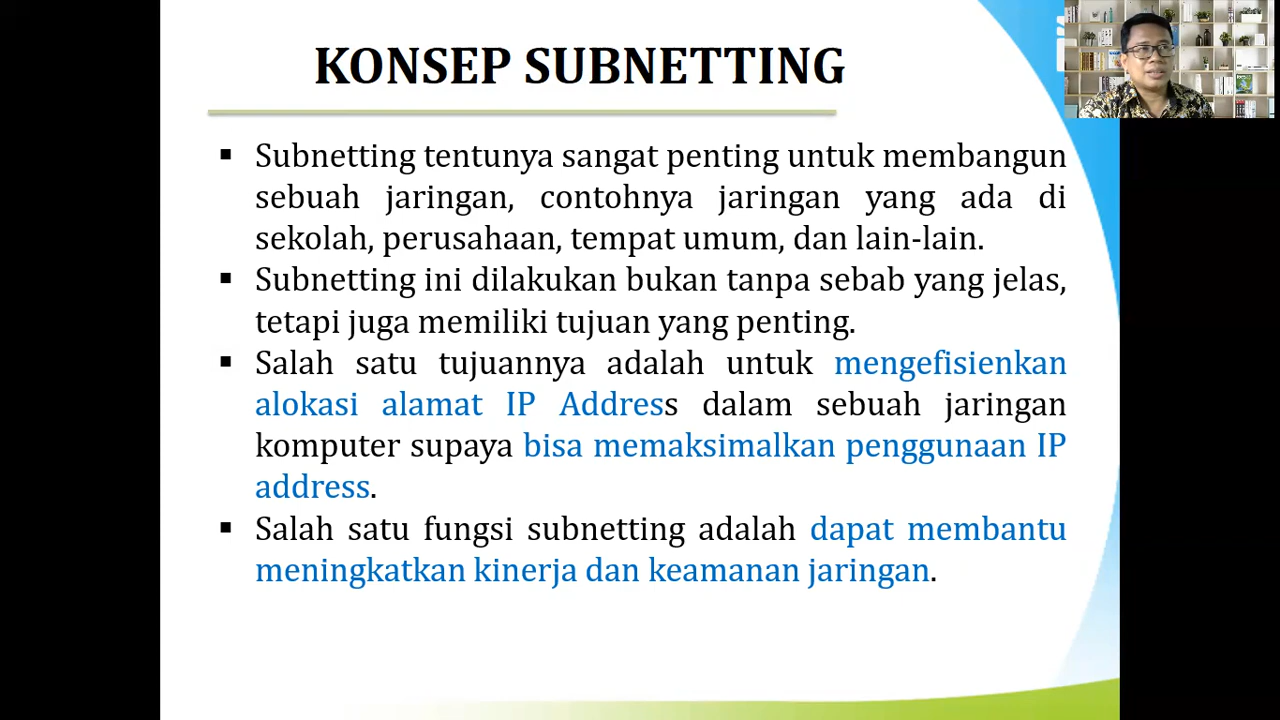 KONSEP SUBNETTING
▪ Subnetting tentunya sangat penting untuk membangun
sebuah jaringan, contohnya jaringan yang ada di
sekolah, perusahaan, tempat umum, dan lain-lain.
▪ Subnetting ini dilakukan bukan tanpa sebab yang jelas,
tetapi juga memiliki tujuan yang penting.
▪ Salah satu tujuannya adalah untuk mengefisienkan
alokasi alamat IP Address dalam sebuah jaringan
komputer supaya bisa memaksimalkan penggunaan IP
address.
▪ Salah satu fungsi subnetting adalah dapat membantu
meningkatkan kinerja dan keamanan jaringan.